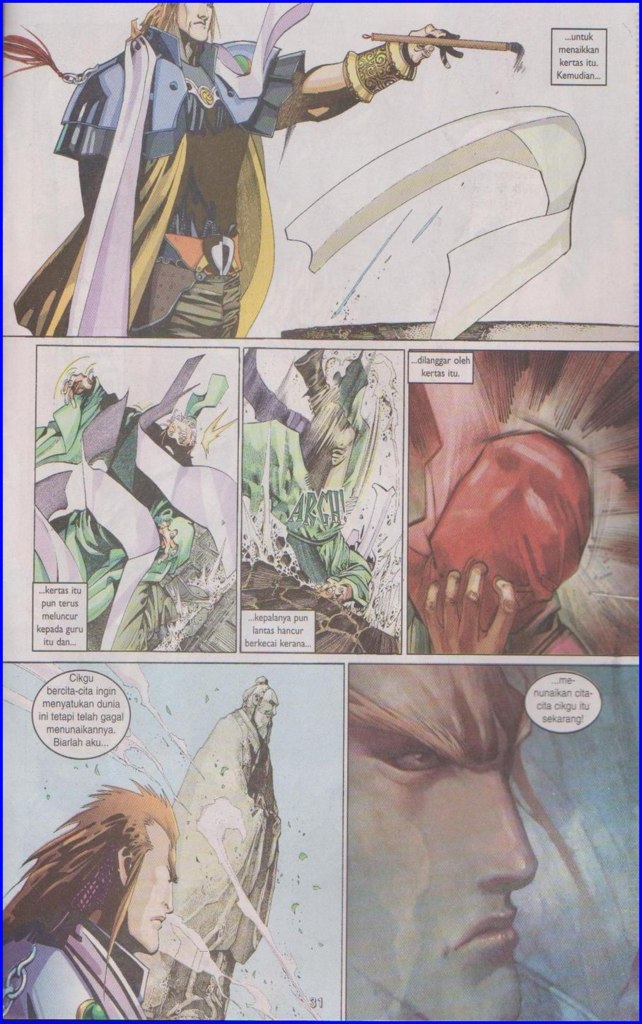 ...untuk
menaikkan
kertas itu.
Kemudian...
...kertas itu
pun terus
meluncur
kepada guru
itu dan...
ARGH!
...kepalanya pun
lantas hancur
berkecai kerana...
...dilanggar oleh
kertas itu.
Cikgu
bercita-cita ingin
menyatukan dunia
ini tetapi telah gagal
menunaikannya.
Biarlah aku...
...me-
nunaikan cita-
cita cikgu itu
sekarang!
31